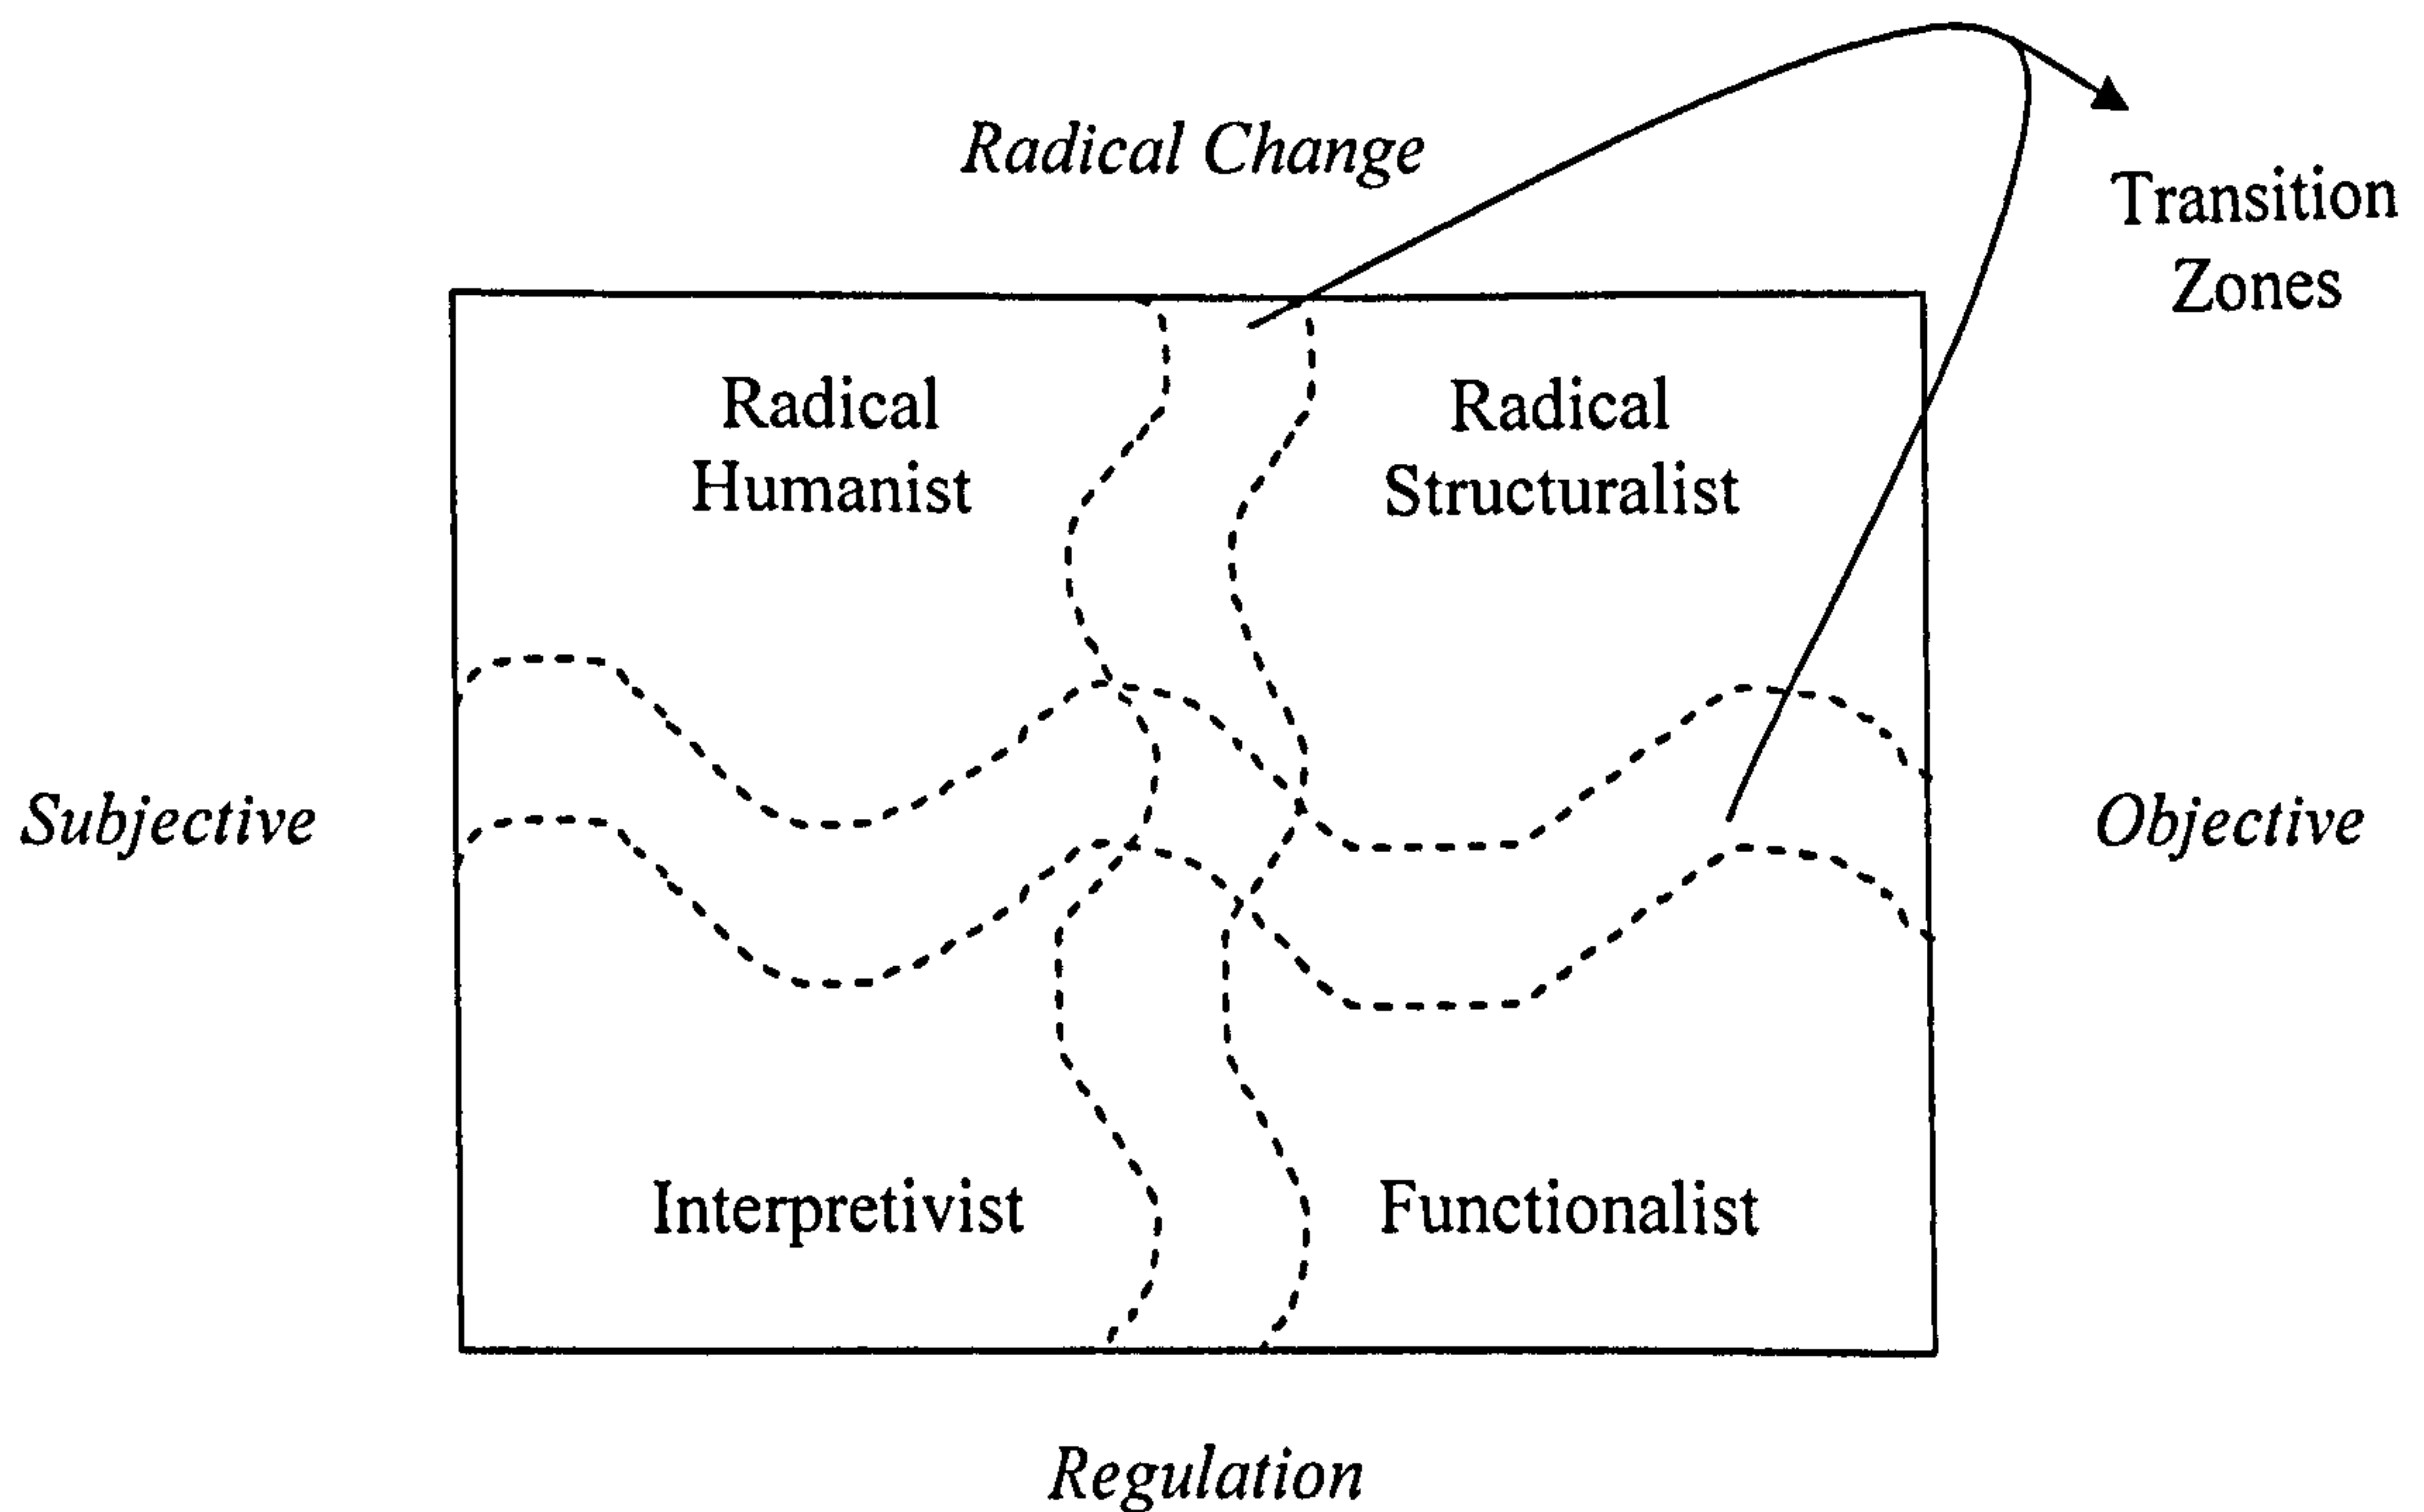 Radical Change
Transition
Zones
Radical
Humanist
Radical
Structuralist
Subjective
Objective
Interpretivist
Functionalist
Regulation